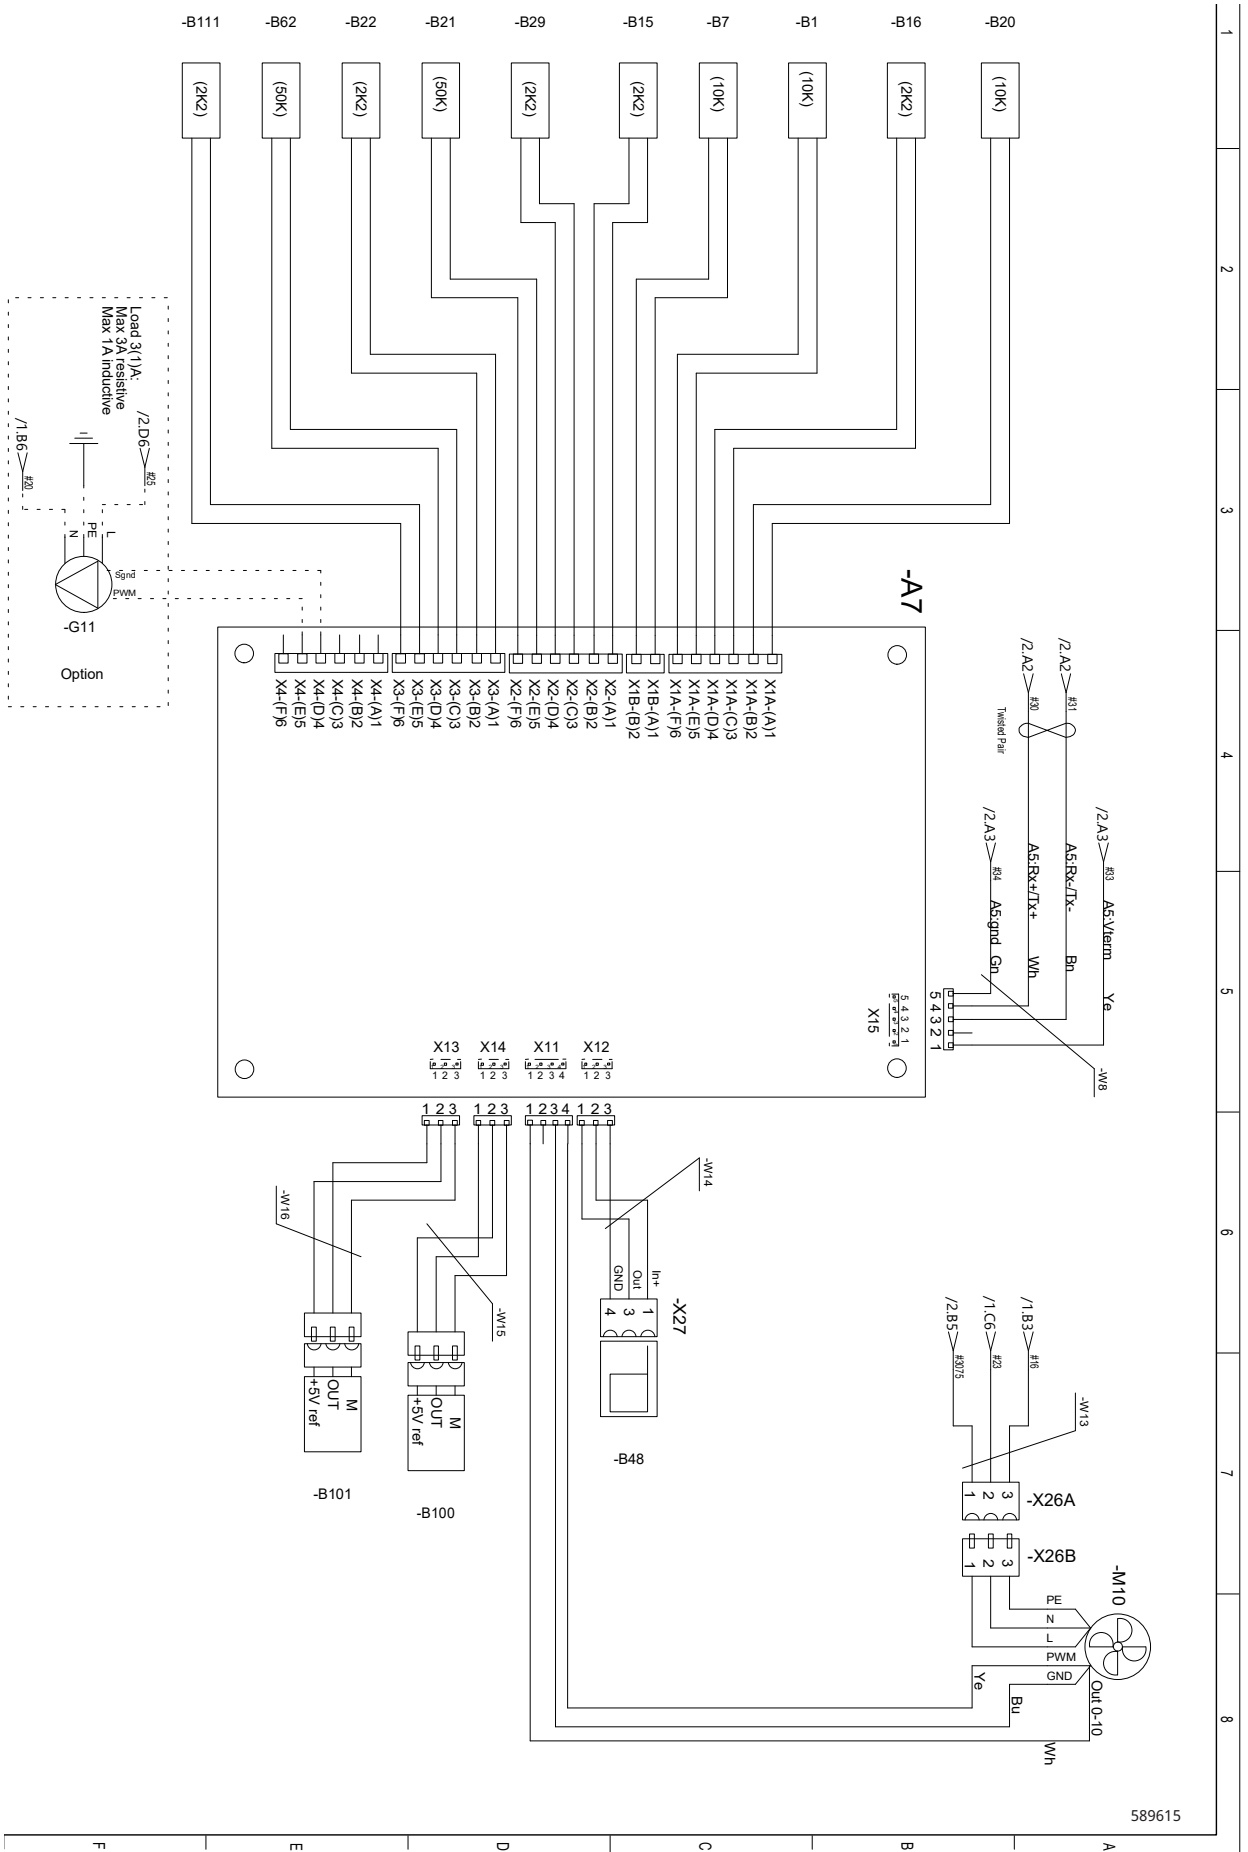 -B111 -B62 -B22 -B21 -B29 -B15 -B7 -B1 -B16 -B20
(2K2) (50K) (2K2) (50K) (2K2) (2K2) (10K) (10K) (2K2) (10K)
1
2
3
4
5
6
7
8
Load 3(1)A:
Max 3A resistive
Max 1A inductive
/2.D6
#25
/1.B6
#20
N
PE
L
Sgnd
PWM
-G11
Option
-A7
X4-(F)6
X4-(E)5
X4-(D)4
X4-(C)3
X4-(B)2
X4-(A)1
X3-(F)6
X3-(E)5
X3-(D)4
X3-(C)3
X3-(B)2
X3-(A)1
X2-(F)6
X2-(E)5
X2-(D)4
X2-(C)3
X2-(B)2
X2-(A)1
X1B-(B)2
X1B-(A)1
X1A-(F)6
X1A-(E)5
X1A-(D)4
X1A-(C)3
X1A-(B)2
X1A-(A)1
/2.A2
#30
/2.A2
#31
Twisted Pair
/2.A3
#34
A5:gnd Gn
A5:Rx+/Tx+ Wh
A5:Rx-/Tx- Bn
/2.A3
#33
A5:Vterm Ye
5 4 3 2 1
5 4 3 2 1
X15
-W8
X13 X14 X11 X12
1 2 3 1 2 3 1 2 3 4 1 2 3
1 2 3 1 2 3 1 2 3 4 1 2 3
-W14
-W16
-W15
GND
Out
In+
4 3 1
-X27
-B48
+5V ref
OUT
M
-B101
+5V ref
OUT
M
-B100
/2.B5
#3075
/1.C6
#23
/1.B3
#16
-W13
1 2 3
-X26A
1 2 3
-X26B
-M10
PE
N
L
PWM
GND
Out 0-10
Ye
Bu
Wh
589615
F E D C B A